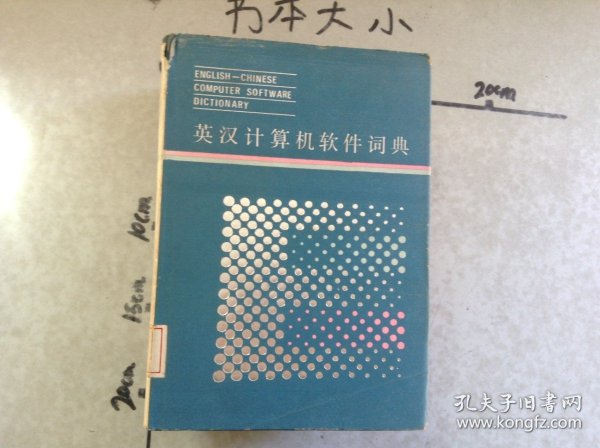 书本大小
ENGLISH-CHINESE
COMPUTER SOFTWARE
DICTIONARY
英汉计算机软件词典
20cm
10cm
15cm
20cm
孔夫子旧书网
www.kongfz.com